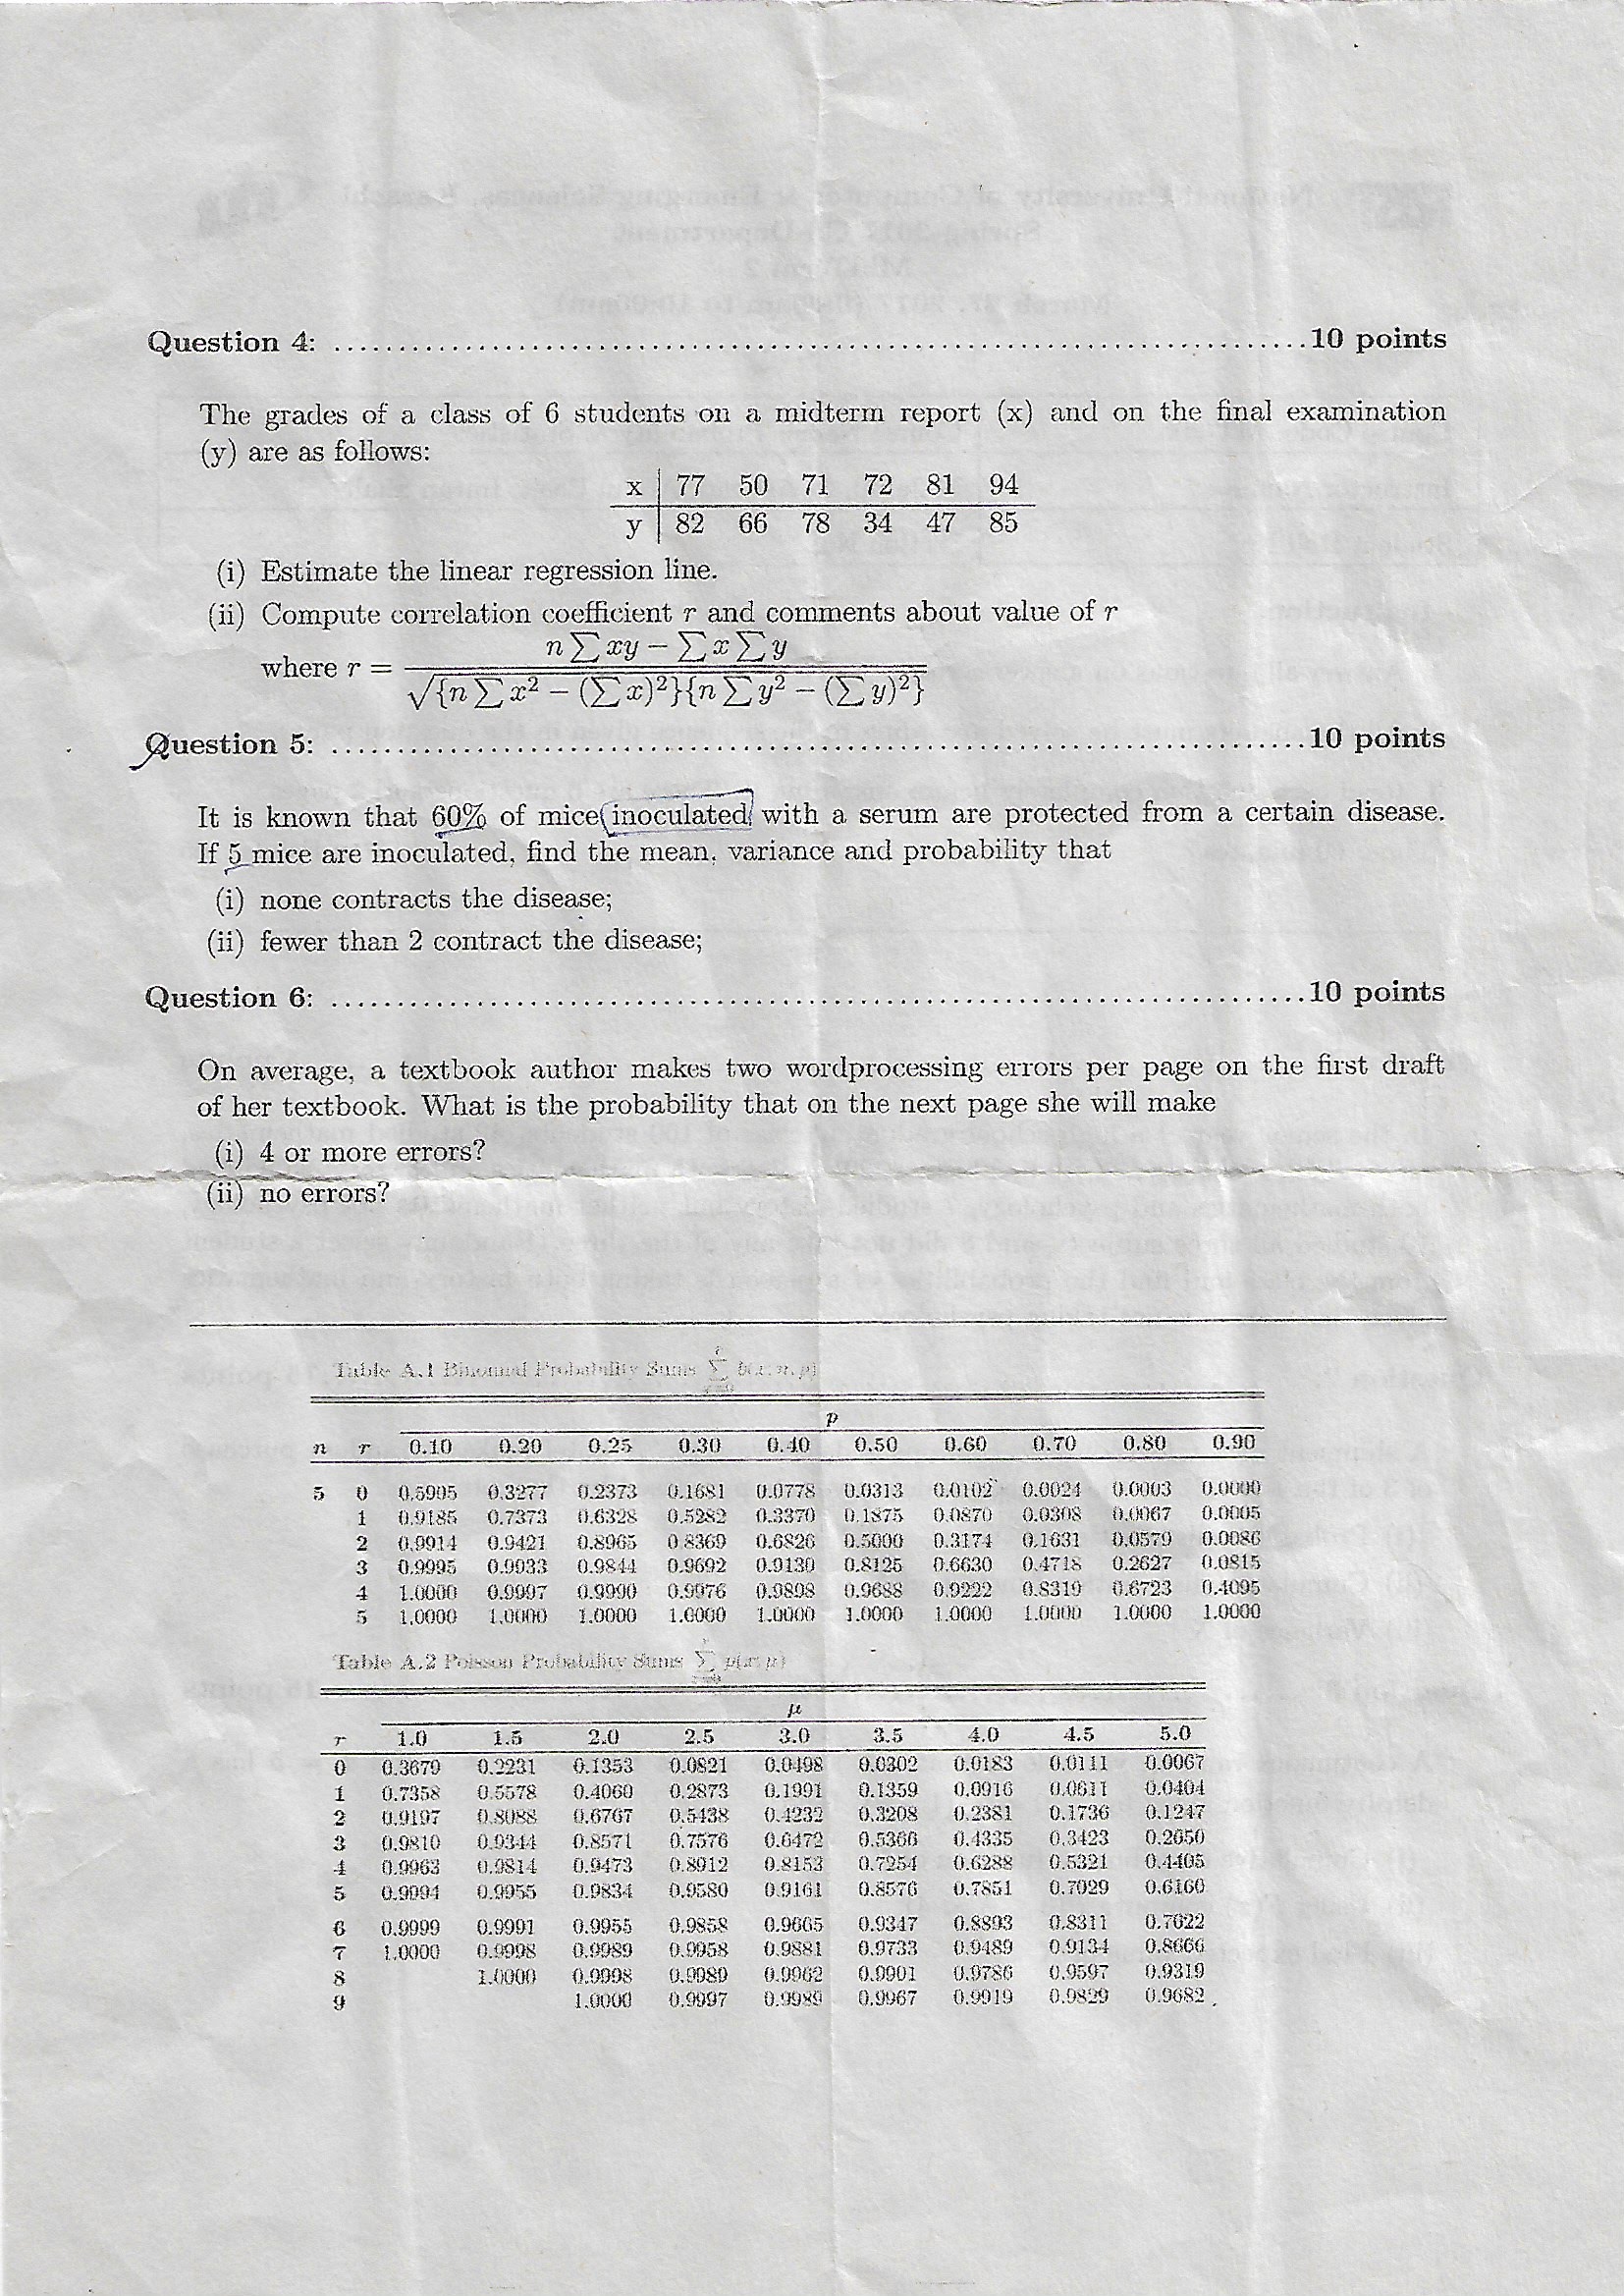 Question 4: ........................................................................10 points
The grades of a class of 6 students on a midterm report (x) and on the final examination
(y) are as follows:
x 77 50 71 72 81 94
y 82 66 78 34 47 85
(i) Estimate the linear regression line.
(ii) Compute correlation coefficient r and comments about value of r
where r = n∑xy − ∑x∑y / √{n∑x² − (∑x)²}{n∑y² − (∑y)²}
Question 5: ........................................................................10 points
It is known that 60% of mice inoculated with a serum are protected from a certain disease.
If 5 mice are inoculated, find the mean, variance and probability that
(i) none contracts the disease;
(ii) fewer than 2 contract the disease;
Question 6: ........................................................................10 points
On average, a textbook author makes two wordprocessing errors per page on the first draft
of her textbook. What is the probability that on the next page she will make
(i) 4 or more errors?
(ii) no errors?
Table A.1 Binomial Probability Sums ∑ b(x; n, p)
p
n r 0.10 0.20 0.25 0.30 0.40 0.50 0.60 0.70 0.80 0.90
5 0 0.5905 0.3277 0.2373 0.1681 0.0778 0.0313 0.0102 0.0024 0.0003 0.0000
1 0.9185 0.7373 0.6328 0.5282 0.3370 0.1875 0.0870 0.0308 0.0067 0.0005
2 0.9914 0.9421 0.8965 0.8369 0.6826 0.5000 0.3174 0.1631 0.0579 0.0086
3 0.9995 0.9933 0.9844 0.9692 0.9130 0.8125 0.6630 0.4718 0.2627 0.0815
4 1.0000 0.9997 0.9990 0.9976 0.9898 0.9688 0.9222 0.8319 0.6723 0.4095
5 1.0000 1.0000 1.0000 1.0000 1.0000 1.0000 1.0000 1.0000 1.0000 1.0000
Table A.2 Poisson Probability Sums ∑ p(x; μ)
μ
r 1.0 1.5 2.0 2.5 3.0 3.5 4.0 4.5 5.0
0 0.3679 0.2231 0.1353 0.0821 0.0498 0.0302 0.0183 0.0111 0.0067
1 0.7358 0.5578 0.4060 0.2873 0.1991 0.1359 0.0916 0.0611 0.0404
2 0.9197 0.8088 0.6767 0.5438 0.4232 0.3208 0.2381 0.1736 0.1247
3 0.9810 0.9344 0.8571 0.7576 0.6472 0.5366 0.4335 0.3423 0.2650
4 0.9963 0.9814 0.9473 0.8912 0.8153 0.7254 0.6288 0.5321 0.4405
5 0.9994 0.9955 0.9834 0.9580 0.9161 0.8576 0.7851 0.7029 0.6160
6 0.9999 0.9991 0.9955 0.9858 0.9665 0.9347 0.8893 0.8311 0.7622
7 1.0000 0.9998 0.9989 0.9958 0.9881 0.9733 0.9489 0.9134 0.8666
8 1.0000 0.9998 0.9989 0.9962 0.9901 0.9786 0.9597 0.9319
9 1.0000 0.9997 0.9989 0.9967 0.9919 0.9829 0.9682